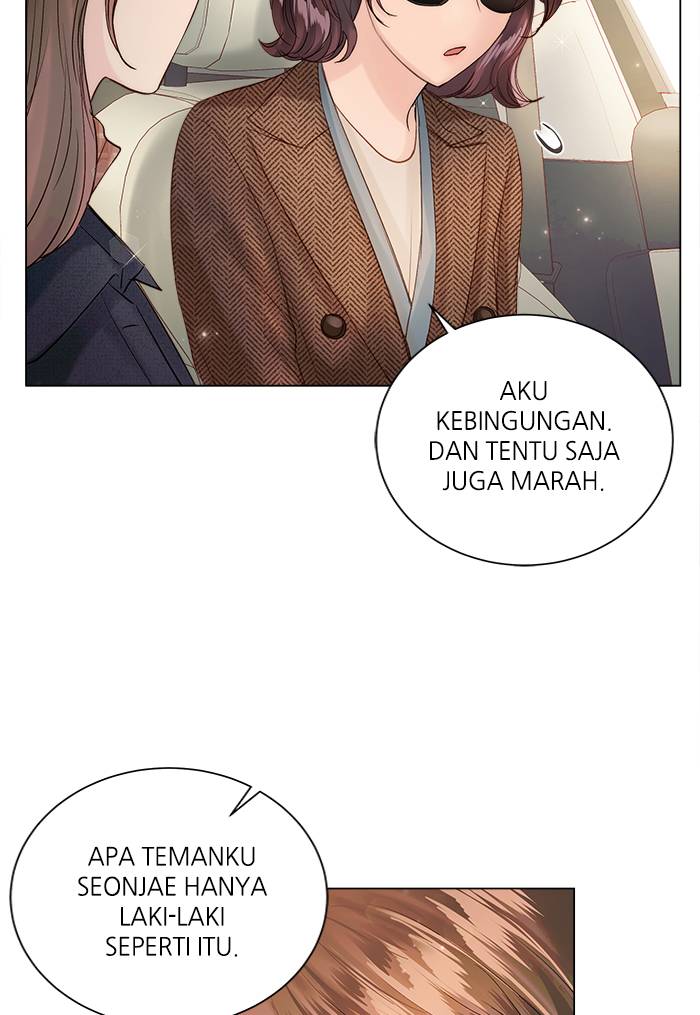 AKU
KEBINGUNGAN.
DAN TENTU SAJA
JUGA MARAH.
APA TEMANKU
SEONJAE HANYA
LAKI-LAKI
SEPERTI ITU.